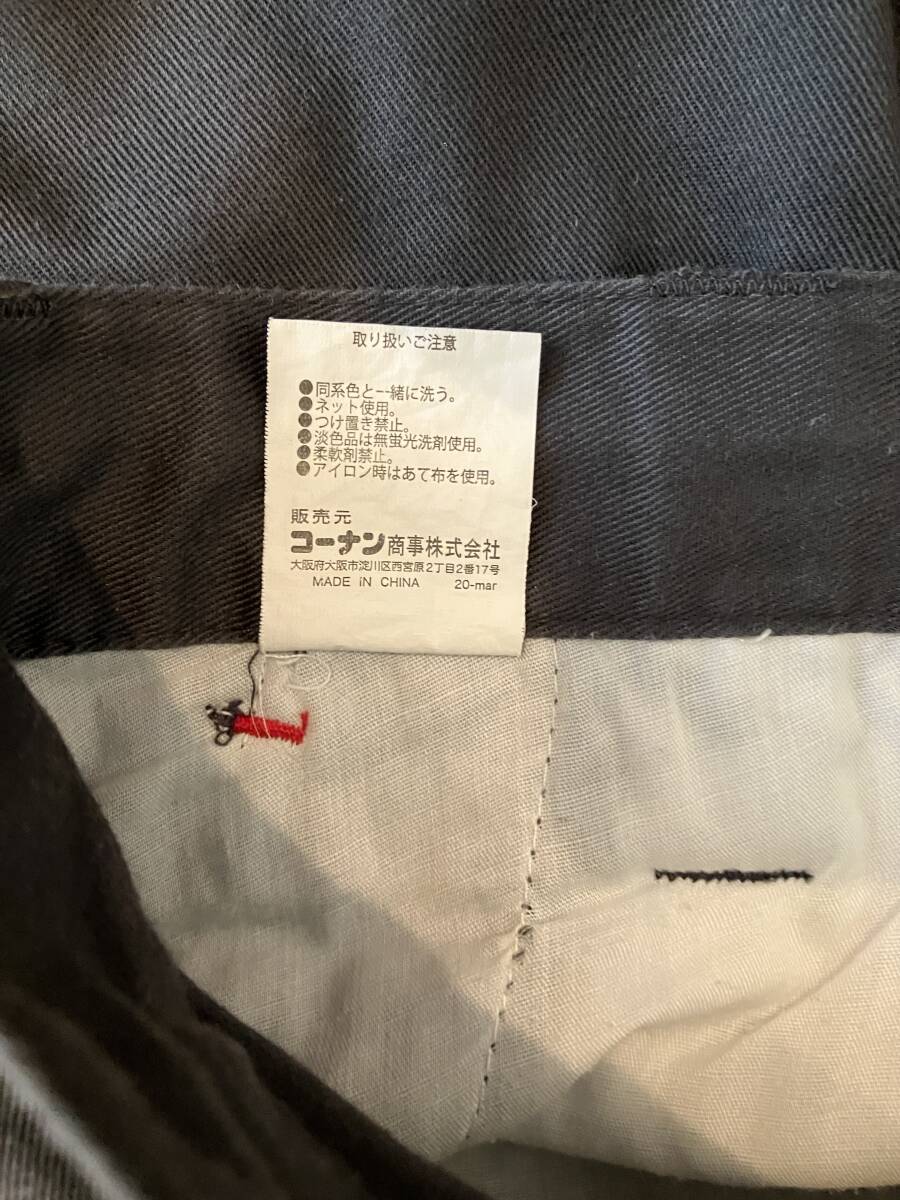 取り扱いご注意
●同系色と一緒に洗う。
●ネット使用。
●つけ置き禁止。
●淡色品は無蛍光洗剤使用。
●柔軟剤禁止。
●アイロン時はあて布を使用。
販売元
コーナン商事株式会社
大阪府大阪市淀川区西宮原2丁目2番17号
MADE iN CHINA 20-mar